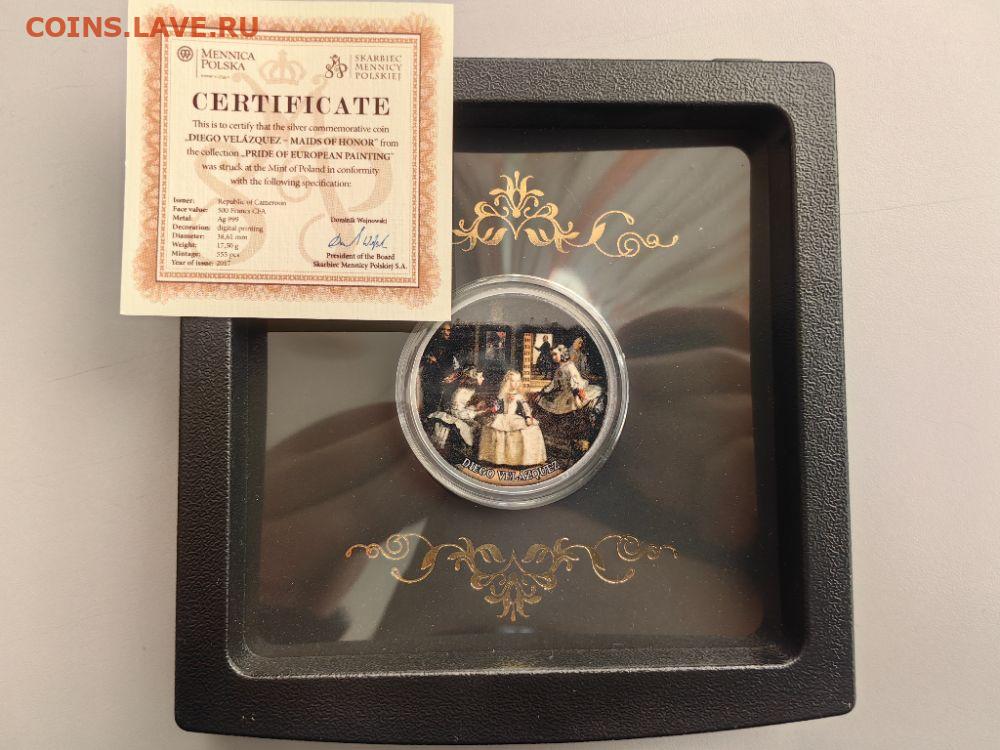 COINS.LAVE.RU
MENNICA
POLSKA
SKARBIEC
MENNICY
POLSKIEJ
CERTIFICATE
This is to certify that the silver commemorative coin
„DIEGO VELÁZQUEZ – MAIDS OF HONOR" from
the collection „PRIDE OF EUROPEAN PAINTING"
was struck at the Mint of Poland in conformity
with the following specification:
Issuer: Republic of Cameroon
Face value: 500 Francs CFA
Metal: Ag 999
Decoration: digital printing
Diameter: 38,61 mm
Weight: 17,50 g
Mintage: 555 pcs
Year of issue: 2017
Dominik Wojnowski
President of the Board
Skarbiec Mennicy Polskiej S.A.
DIEGO VELAZQUEZ